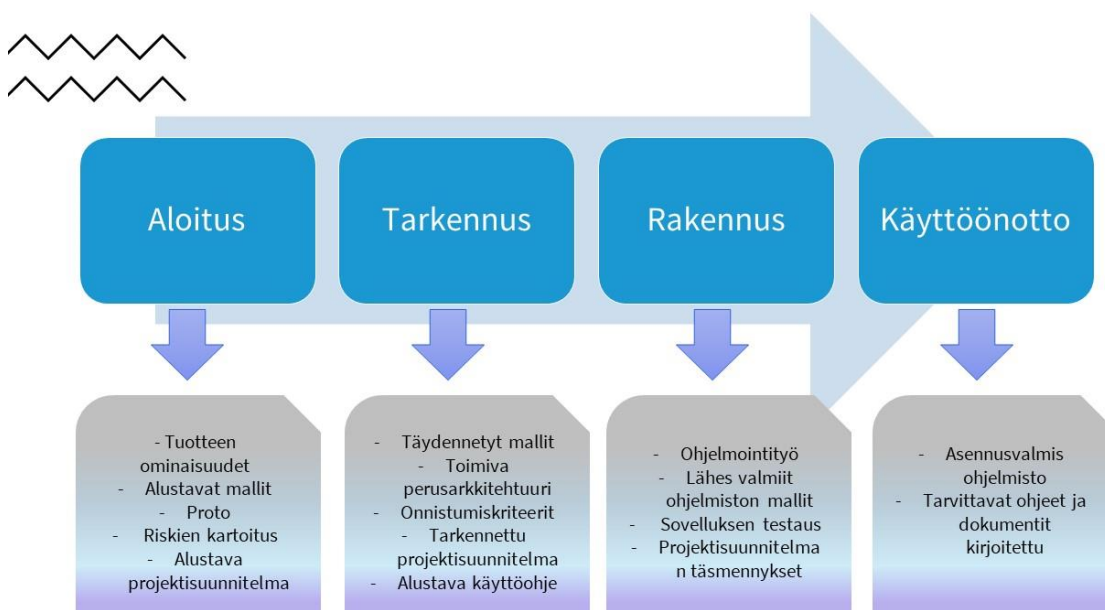 Aloitus
Tarkennus
Rakennus
Käyttöönotto
- Tuotteen
ominaisuudet
- Alustavat mallit
- Proto
- Riskien kartoitus
- Alustava
projektisuunnitelma
- Täydennetyt mallit
- Toimiva
perusarkkitehtuuri
- Onnistumiskriteerit
- Tarkennettu
projektisuunnitelma
- Alustava käyttöohje
- Ohjelmointityö
- Lähes valmiit
ohjelmiston mallit
- Sovelluksen testaus
- Projektisuunnitelma
n täsmennykset
- Asennusvalmis
ohjelmisto
- Tarvittavat ohjeet ja
dokumentit
kirjoitettu